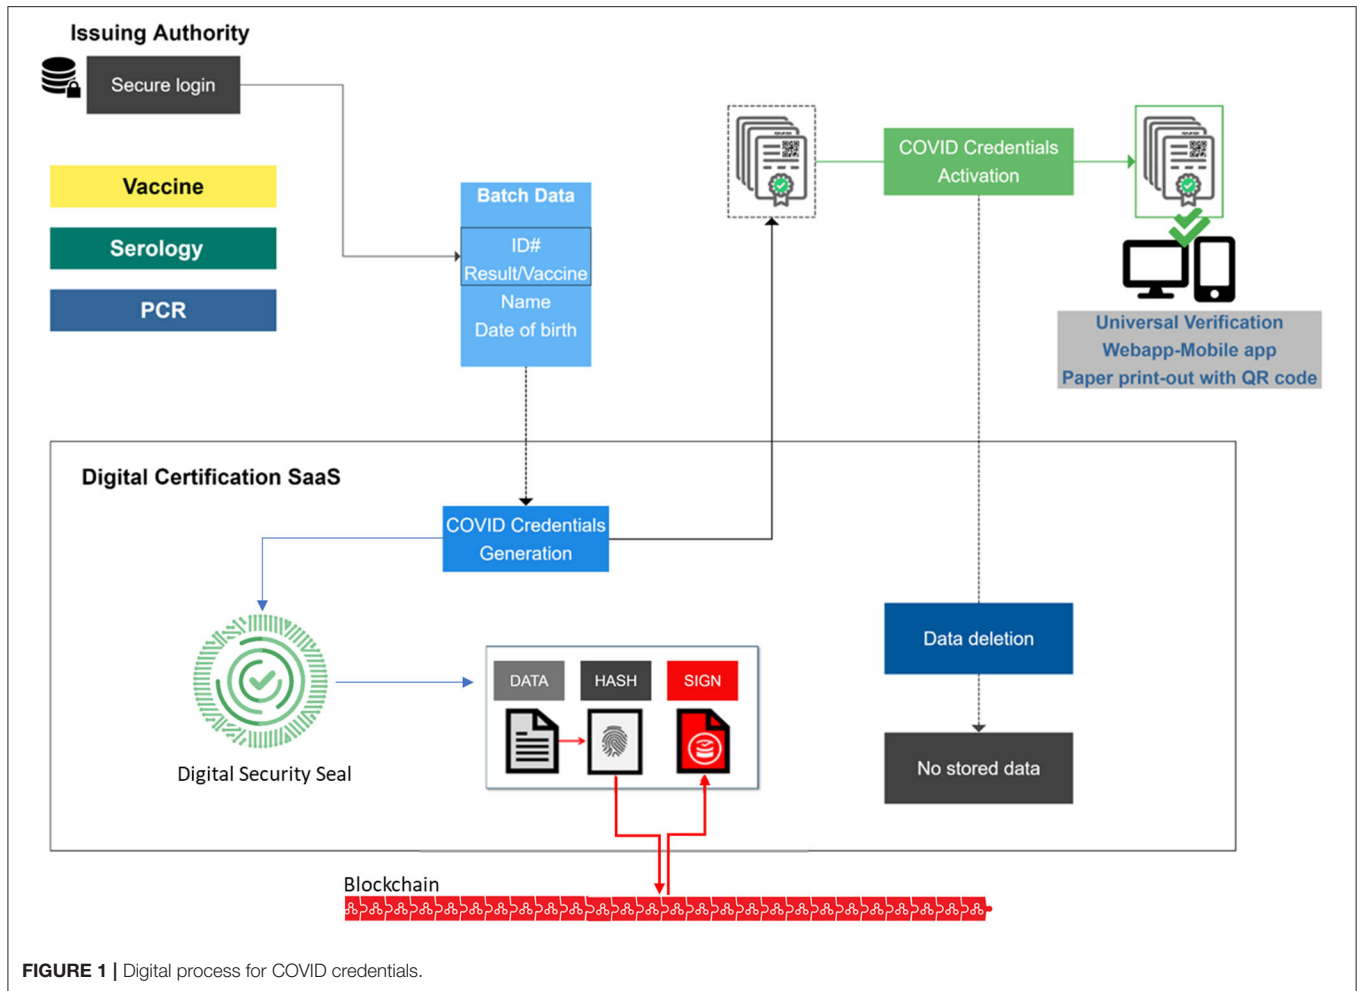 Issuing Authority
Secure login
Vaccine
Serology
PCR
Batch Data
ID#
Result/Vaccine
Name
Date of birth
COVID Credentials
Activation
Universal Verification
Webapp-Mobile app
Paper print-out with QR code
Digital Certification SaaS
COVID Credentials
Generation
Digital Security Seal
DATA
HASH
SIGN
Data deletion
No stored data
Blockchain
FIGURE 1 | Digital process for COVID credentials.